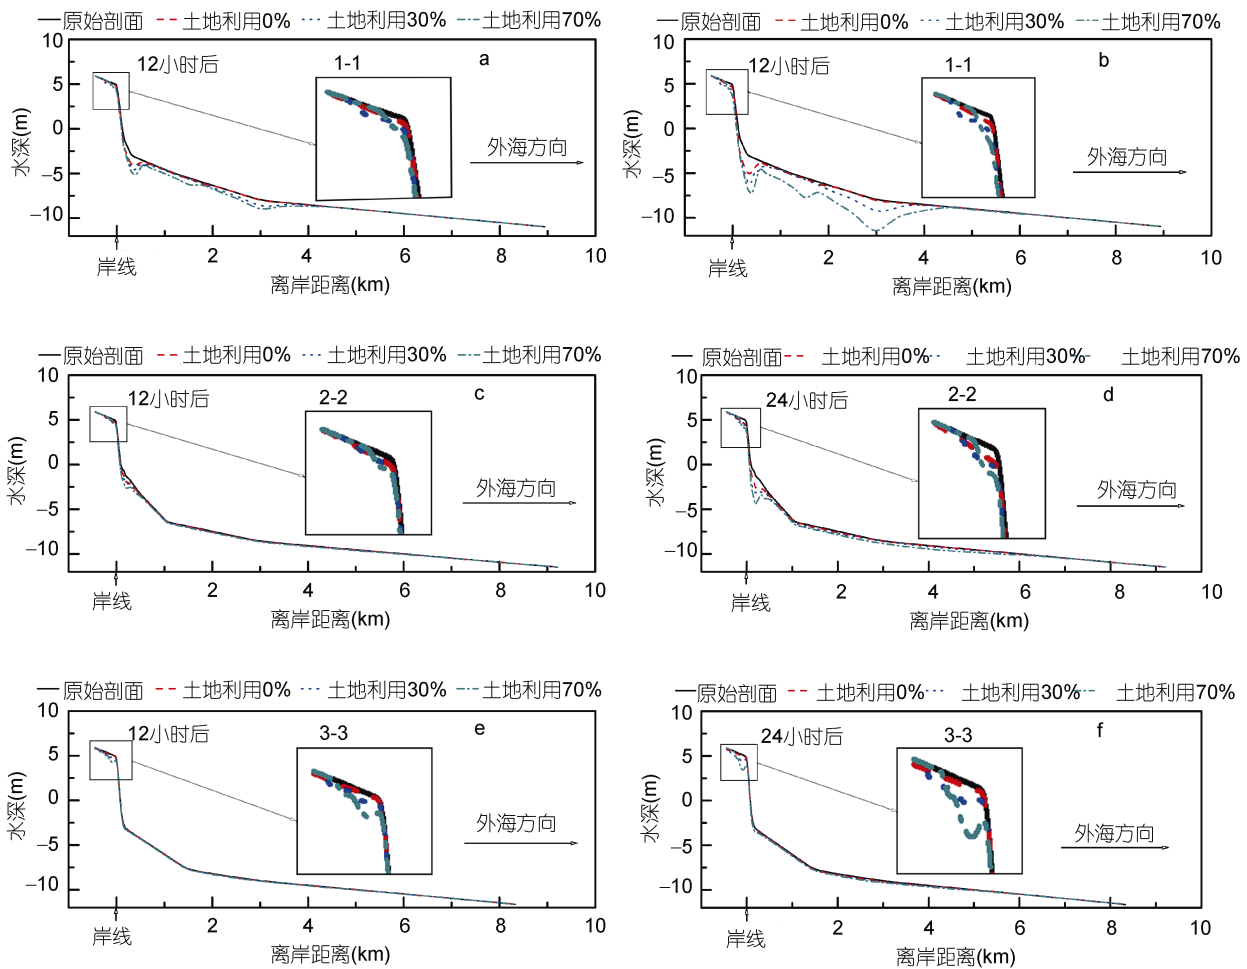 原始剖面 土地利用0% 土地利用30% 土地利用70%
10
5
0
−5
−10
水深(m)
12小时后
1-1
a
外海方向
岸线
2 4 6 8 10
离岸距离(km)
原始剖面 土地利用0% 土地利用30% 土地利用70%
10
5
0
−5
−10
水深(m)
12小时后
1-1
b
外海方向
岸线
2 4 6 8 10
离岸距离(km)
原始剖面 土地利用0% 土地利用30% 土地利用70%
10
5
0
−5
−10
水深(m)
12小时后
2-2
c
外海方向
岸线
2 4 6 8 10
离岸距离(km)
原始剖面 土地利用0% 土地利用30% 土地利用70%
10
5
0
−5
−10
水深(m)
24小时后
2-2
d
外海方向
岸线
2 4 6 8 10
离岸距离(km)
原始剖面 土地利用0% 土地利用30% 土地利用70%
10
5
0
−5
−10
水深(m)
12小时后
3-3
e
外海方向
岸线
2 4 6 8 10
离岸距离(km)
原始剖面 土地利用0% 土地利用30% 土地利用70%
10
5
0
−5
−10
水深(m)
24小时后
3-3
f
外海方向
岸线
2 4 6 8 10
离岸距离(km)